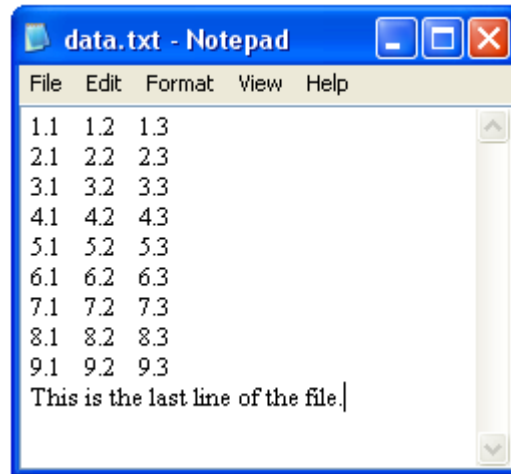 data.txt - Notepad
File Edit Format View Help
1.1 1.2 1.3
2.1 2.2 2.3
3.1 3.2 3.3
4.1 4.2 4.3
5.1 5.2 5.3
6.1 6.2 6.3
7.1 7.2 7.3
8.1 8.2 8.3
9.1 9.2 9.3
This is the last line of the file.